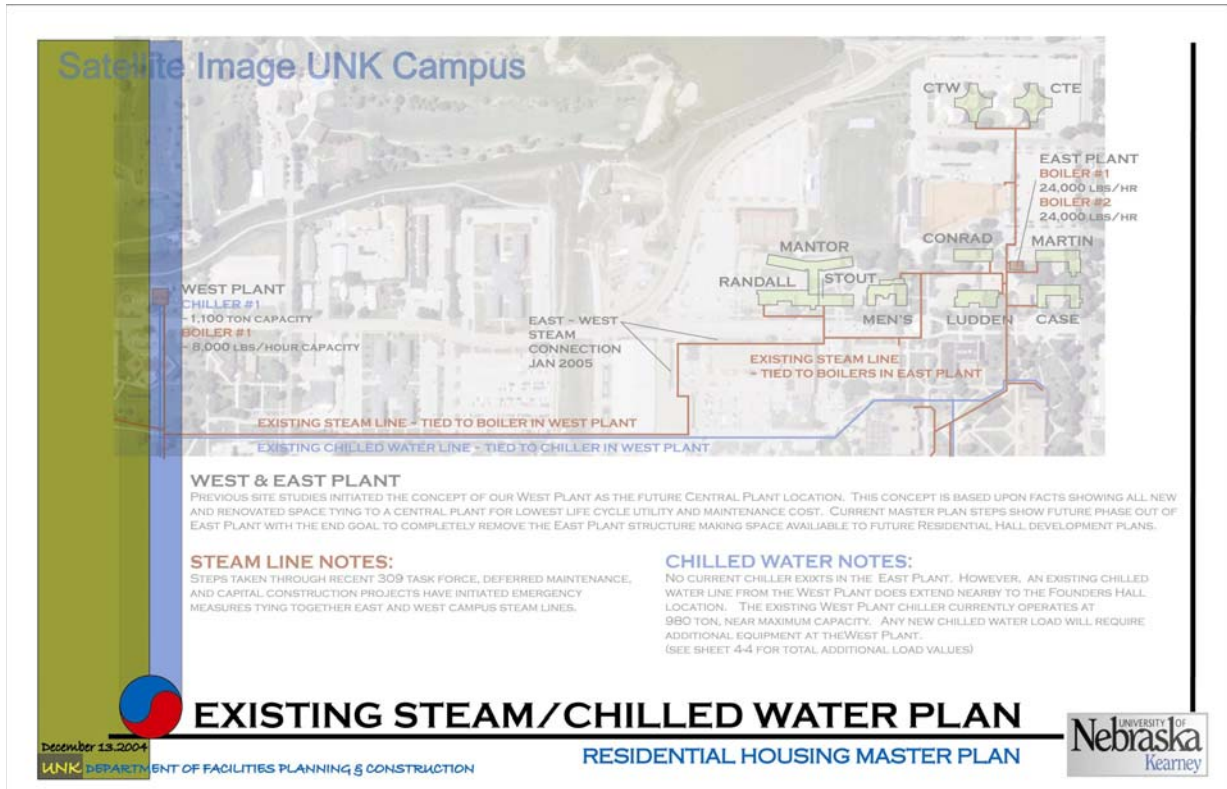 Satellite Image UNK Campus
CTW
CTE
EAST PLANT
BOILER #1
24,000 LBS/HR
BOILER #2
24,000 LBS/HR
CONRAD
MARTIN
MANTOR
RANDALL
STOUT
MEN'S
LUDDEN
CASE
WEST PLANT
CHILLER #1
~ 1,100 TON CAPACITY
BOILER #1
~ 8,000 LBS/HOUR CAPACITY
EAST – WEST
STEAM
CONNECTION
JAN 2005
EXISTING STEAM LINE
– TIED TO BOILERS IN EAST PLANT
EXISTING STEAM LINE – TIED TO BOILER IN WEST PLANT
EXISTING CHILLED WATER LINE – TIED TO CHILLER IN WEST PLANT
WEST & EAST PLANT
PREVIOUS SITE STUDIES INITIATED THE CONCEPT OF OUR WEST PLANT AS THE FUTURE CENTRAL PLANT LOCATION. THIS CONCEPT IS BASED UPON FACTS SHOWING ALL NEW
AND RENOVATED SPACE TYING TO A CENTRAL PLANT FOR LOWEST LIFE CYCLE UTILITY AND MAINTENANCE COST. CURRENT MASTER PLAN STEPS SHOW FUTURE PHASE OUT OF
EAST PLANT WITH THE END GOAL TO COMPLETELY REMOVE THE EAST PLANT STRUCTURE MAKING SPACE AVAILIABLE TO FUTURE RESIDENTIAL HALL DEVELOPMENT PLANS.
STEAM LINE NOTES:
STEPS TAKEN THROUGH RECENT 309 TASK FORCE, DEFERRED MAINTENANCE,
AND CAPITAL CONSTRUCTION PROJECTS HAVE INITIATED EMERGENCY
MEASURES TYING TOGETHER EAST AND WEST CAMPUS STEAM LINES.
CHILLED WATER NOTES:
NO CURRENT CHILLER EXIXTS IN THE EAST PLANT. HOWEVER, AN EXISTING CHILLED
WATER LINE FROM THE WEST PLANT DOES EXTEND NEARBY TO THE FOUNDERS HALL
LOCATION. THE EXISTING WEST PLANT CHILLER CURRENTLY OPERATES AT
980 TON, NEAR MAXIMUM CAPACITY. ANY NEW CHILLED WATER LOAD WILL REQUIRE
ADDITIONAL EQUIPMENT AT THEWEST PLANT.
(SEE SHEET 4-4 FOR TOTAL ADDITIONAL LOAD VALUES)
EXISTING STEAM/CHILLED WATER PLAN
RESIDENTIAL HOUSING MASTER PLAN
December 13.2004
UNK DEPARTMENT OF FACILITIES PLANNING & CONSTRUCTION
UNIVERSITY OF
Nebraska
Kearney